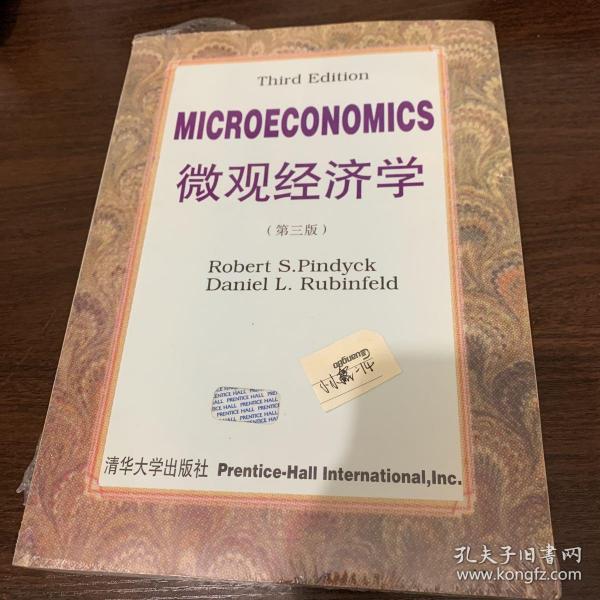 Third Edition
MICROECONOMICS
微观经济学
（第三版）
Robert S.Pindyck
Daniel L. Rubinfeld
Guangbo
PRENTICE HALL
清华大学出版社 Prentice-Hall International,Inc.
孔夫子旧书网
www.kongfz.com